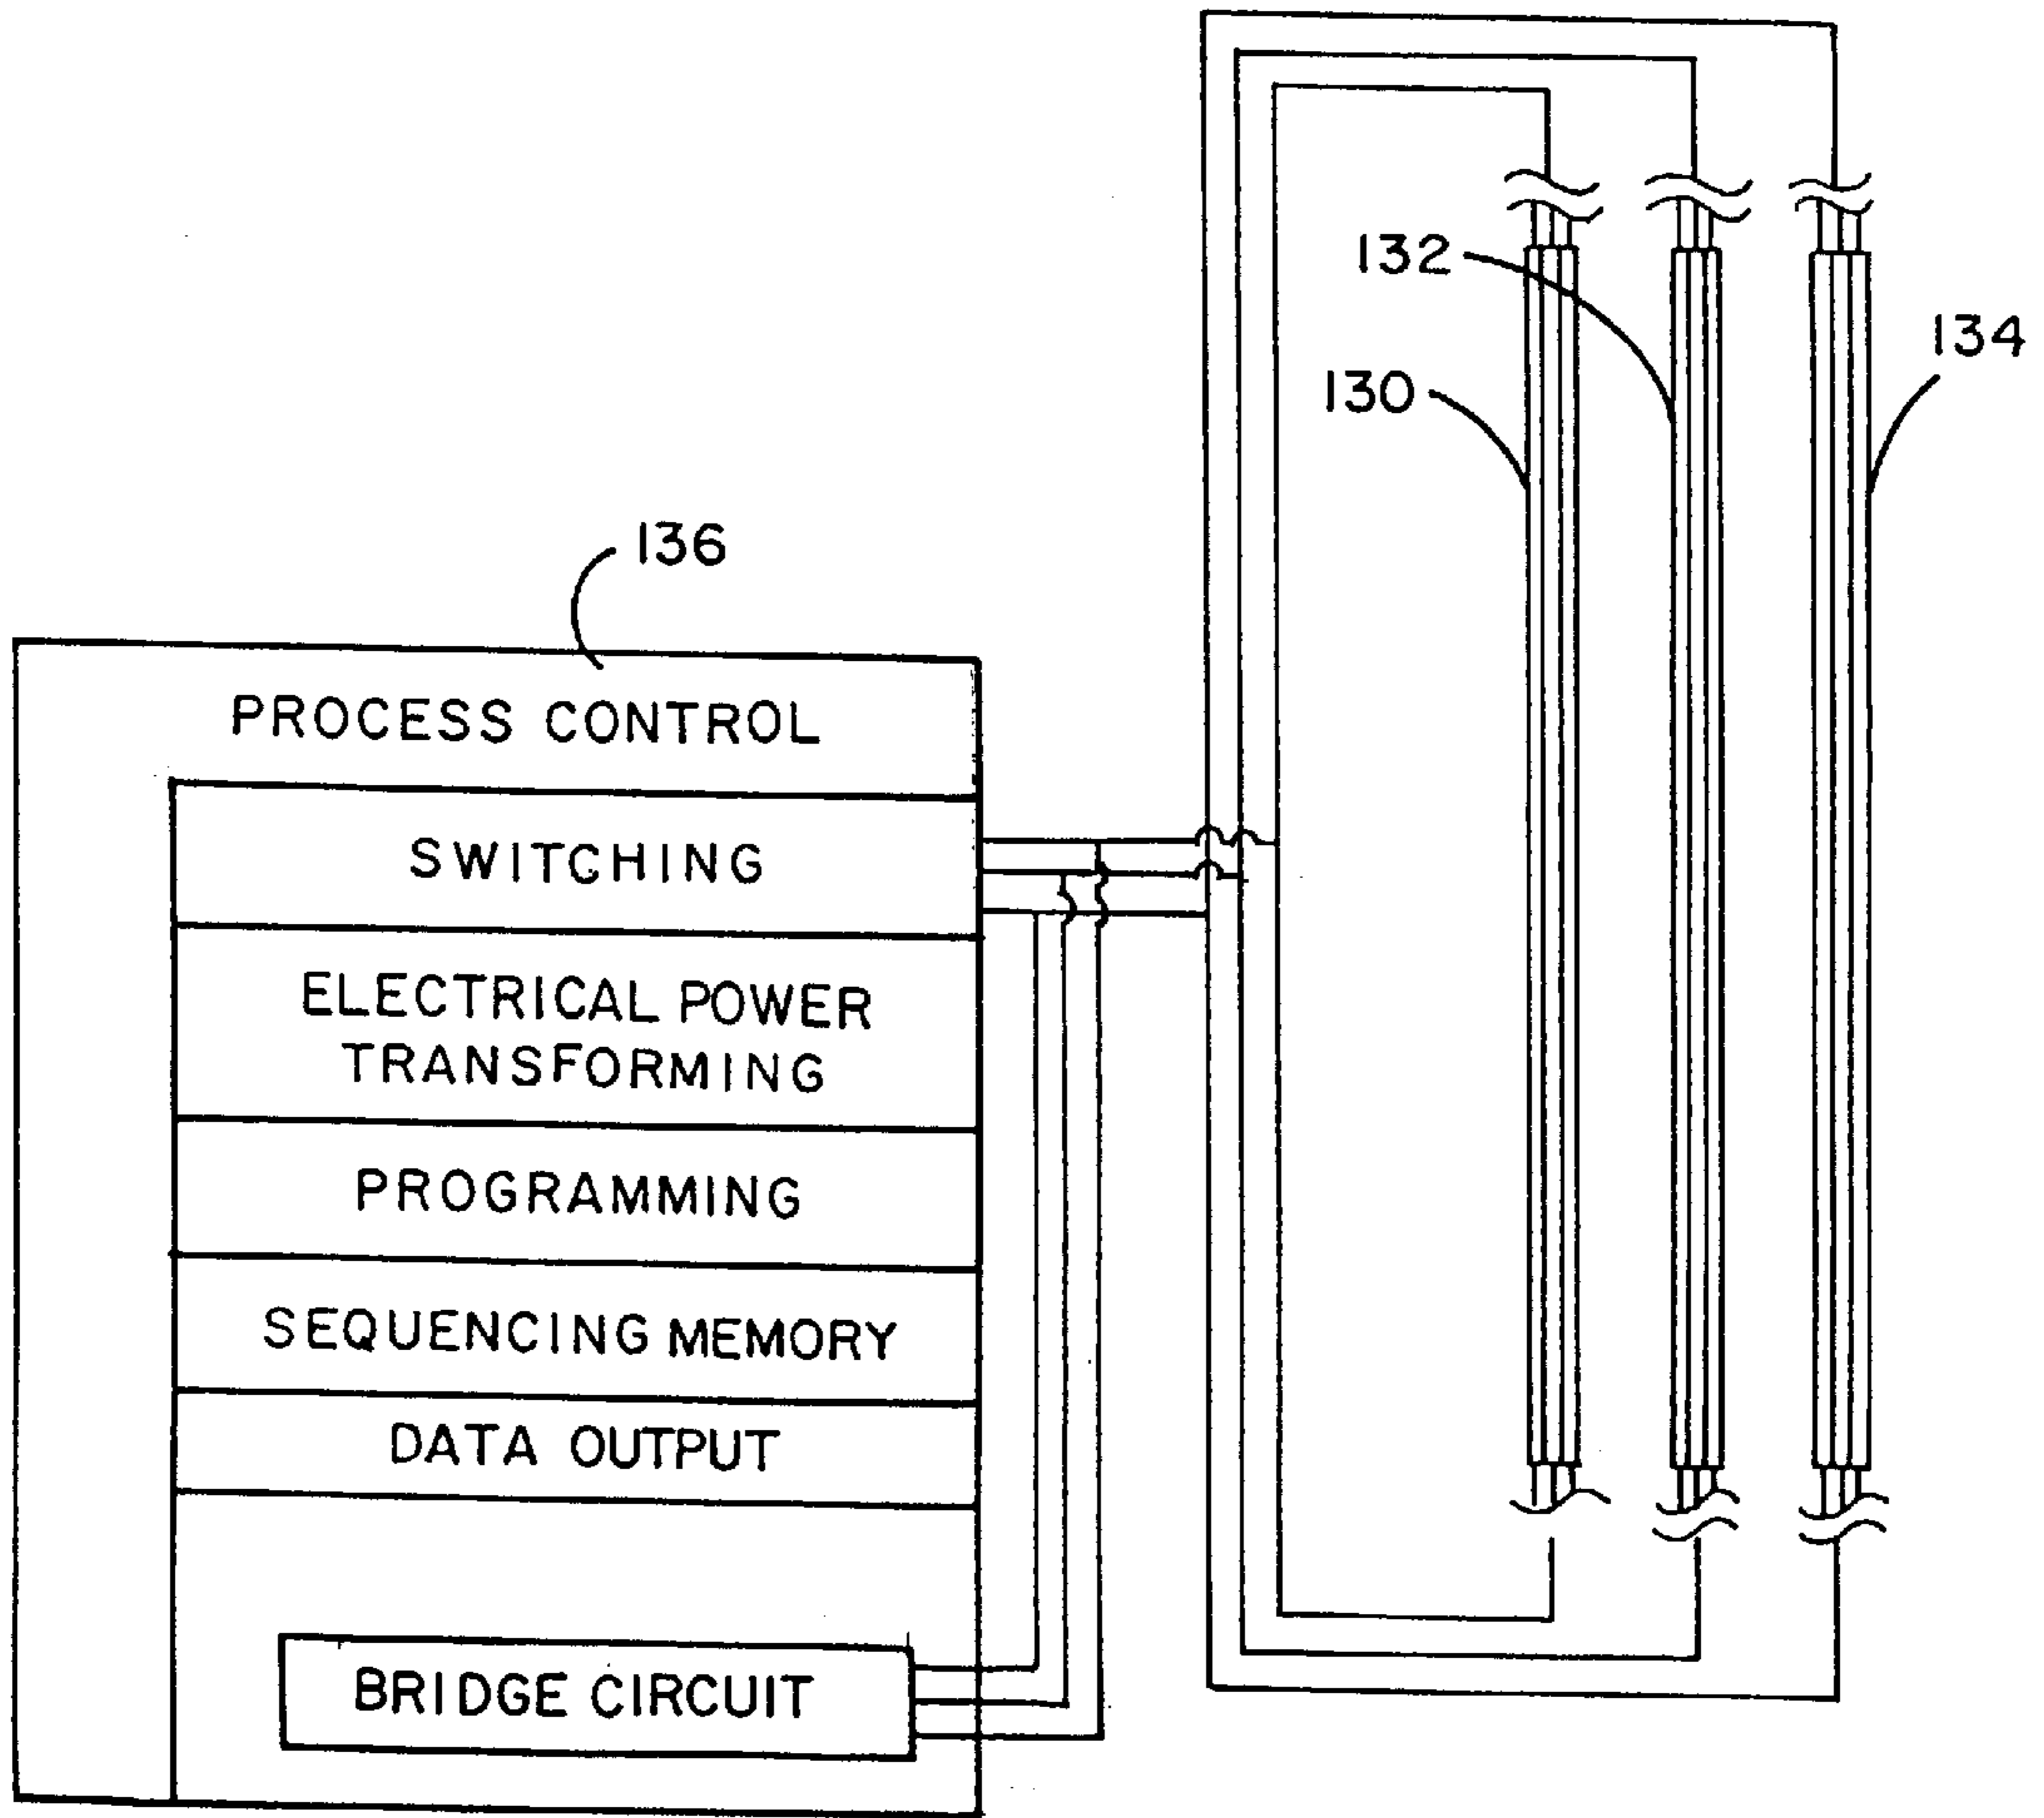 132
134
130
136
PROCESS CONTROL
SWITCHING
ELECTRICAL POWER
TRANSFORMING
PROGRAMMING
SEQUENCING MEMORY
DATA OUTPUT
BRIDGE CIRCUIT